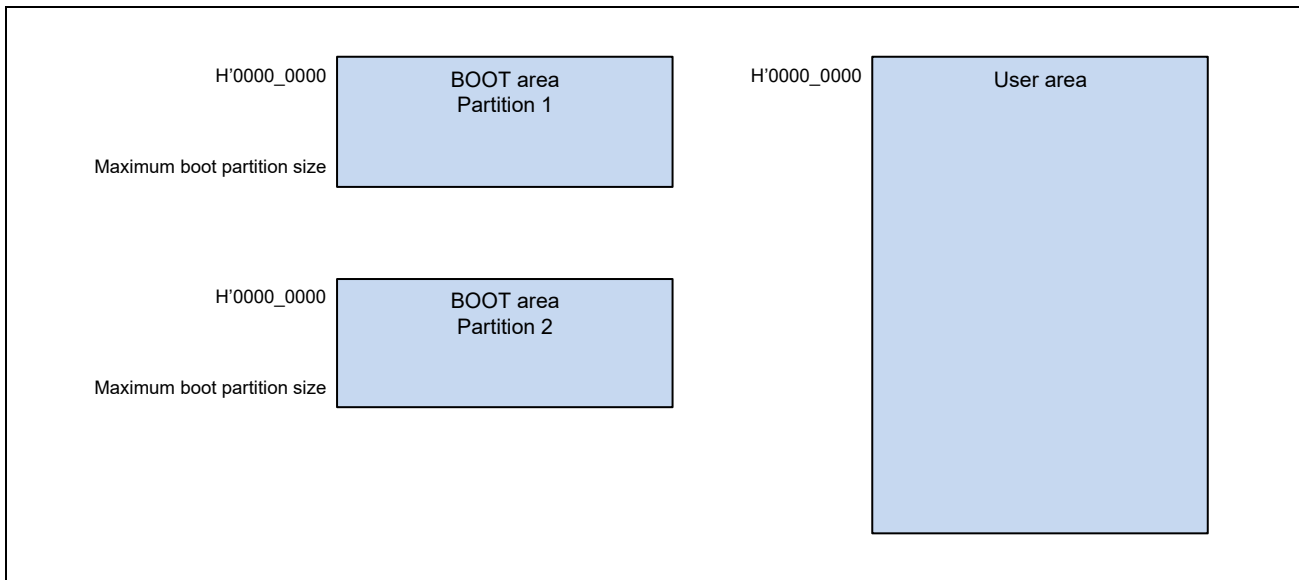 H’0000_0000
BOOT area
Partition 1
Maximum boot partition size
H’0000_0000
BOOT area
Partition 2
Maximum boot partition size
H’0000_0000
User area